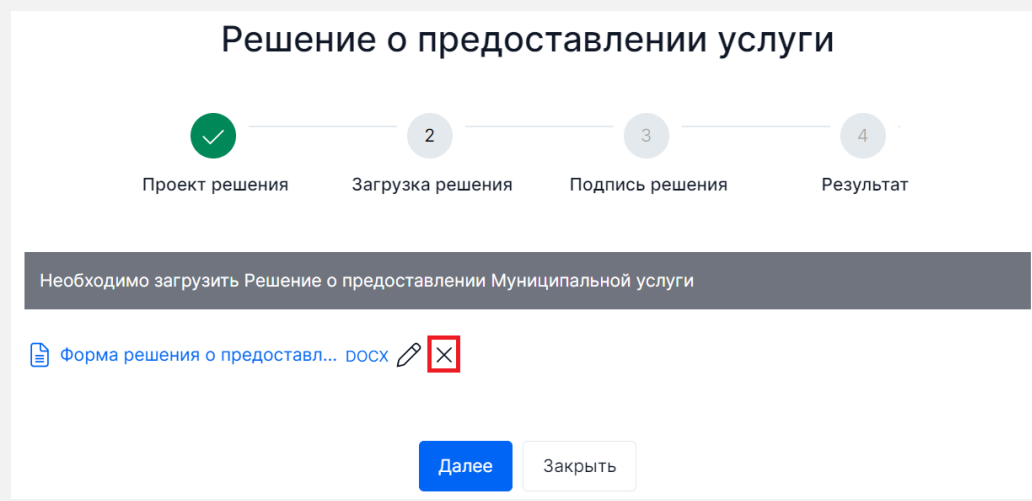 Решение о предоставлении услуги
2 3 4
Проект решения Загрузка решения Подпись решения Результат
Необходимо загрузить Решение о предоставлении Муниципальной услуги
Форма решения о предоставл... DOCX
Далее Закрыть